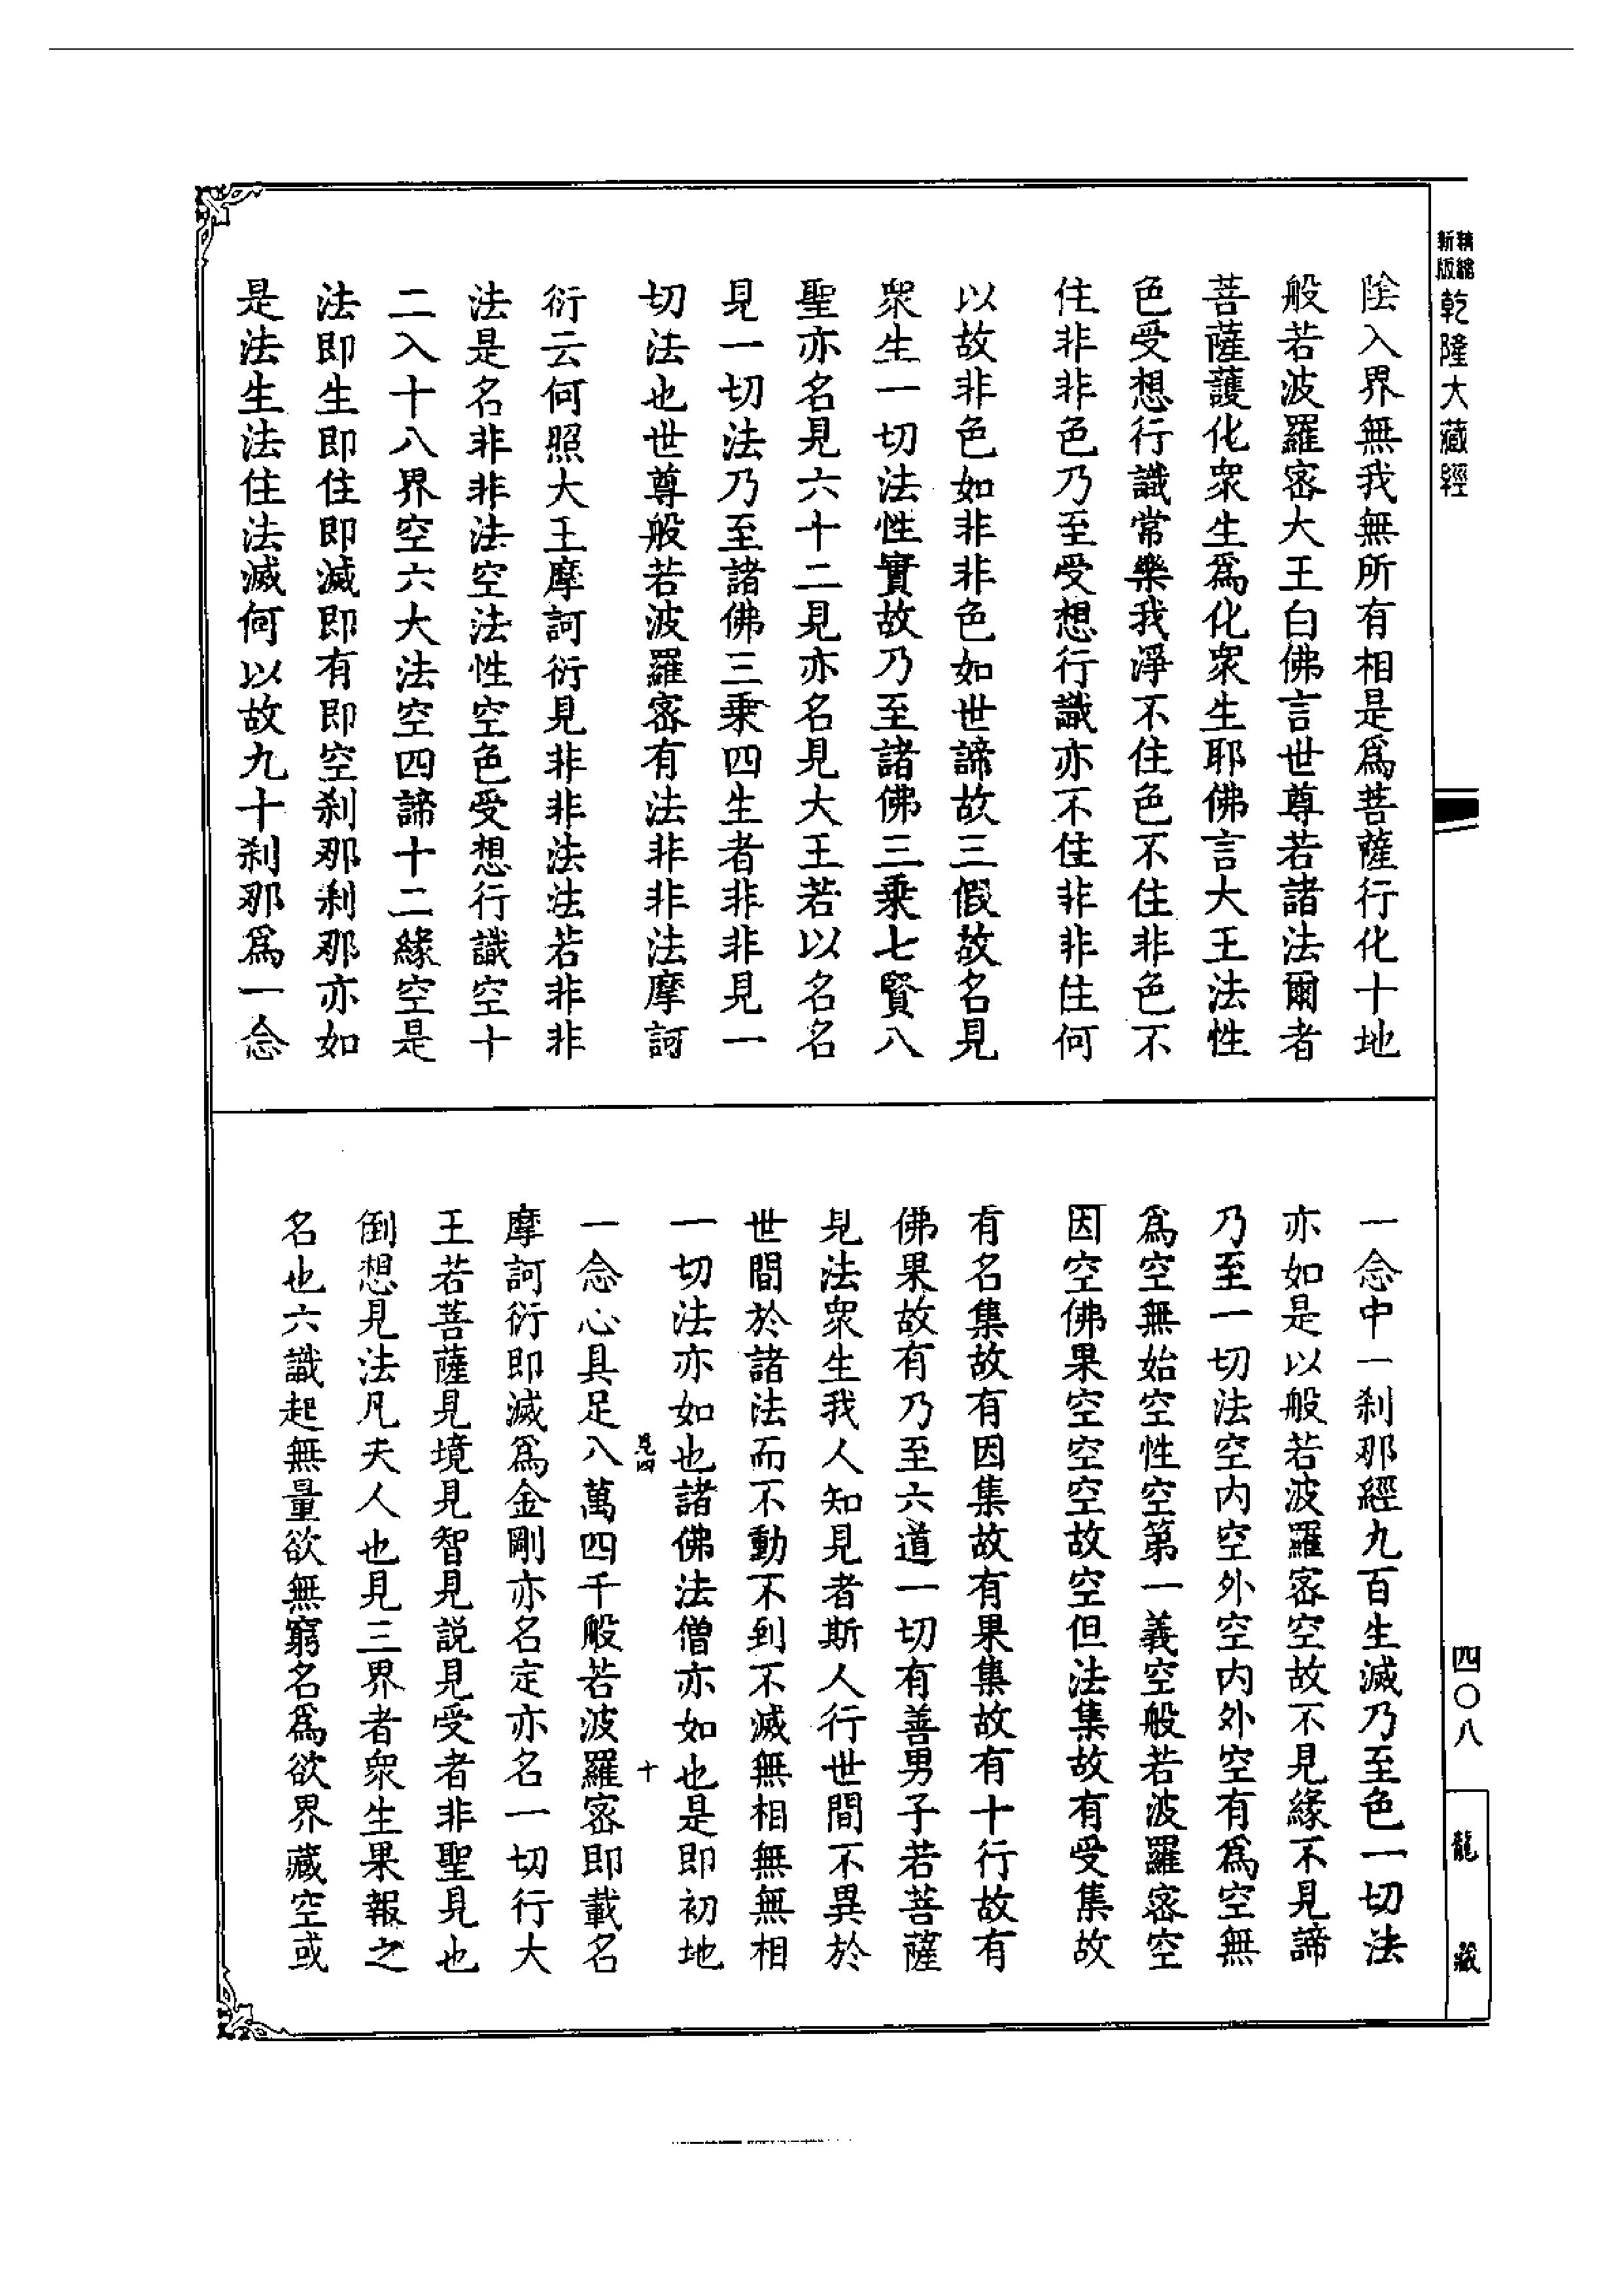 精縮
新版
乾隆大藏經
陰入界無我無所有相是爲菩薩行化十地
般若波羅密大王白佛言世尊若諸法爾者
菩薩護化衆生爲化衆生耶佛言大王法性
色受想行識常樂我淨不住色不住非色不
住非非色乃至受想行識亦不住非非住何
以故非色如非非色如世諦故三假故名見
衆生一切法性實故乃至諸佛三乗七賢八
聖亦名見六十二見亦名見大王若以名名
見一切法乃至諸佛三乗四生者非非見一
切法也世尊般若波羅密有法非非法摩訶
衍云何照大王摩訶衍見非非法法若非非
法是名非非法空法性空色受想行識空十
二入十八界空六大法空四諦十二緣空是
法即生即住即滅即有即空刹那刹那亦如
是法生法住法滅何以故九十刹那爲一念
一念中一刹那經九百生滅乃至色一切法
亦如是以般若波羅密空故不見緣不見諦
乃至一切法空内空外空内外空有爲空無
爲空無始空性空第一義空般若波羅密空
因空佛果空空空故空但法集故有受集故
有名集故有因集故有果集故有十行故有
佛果故有乃至六道一切有善男子若菩薩
見法衆生我人知見者斯人行世間不異於
世間於諸法而不動不到不滅無相無無相
一切法亦如也諸佛法僧亦如也是即初地
十
一念心具足八萬四千般若波羅密即載名
摩訶衍即滅爲金剛亦名定亦名一切行大
王若菩薩見境見智見説見受者非聖見也
倒想見法凡夫人也見三界者衆生果報之
名也六識起無量欲無窮名爲欲界藏空或
四〇八
龍藏